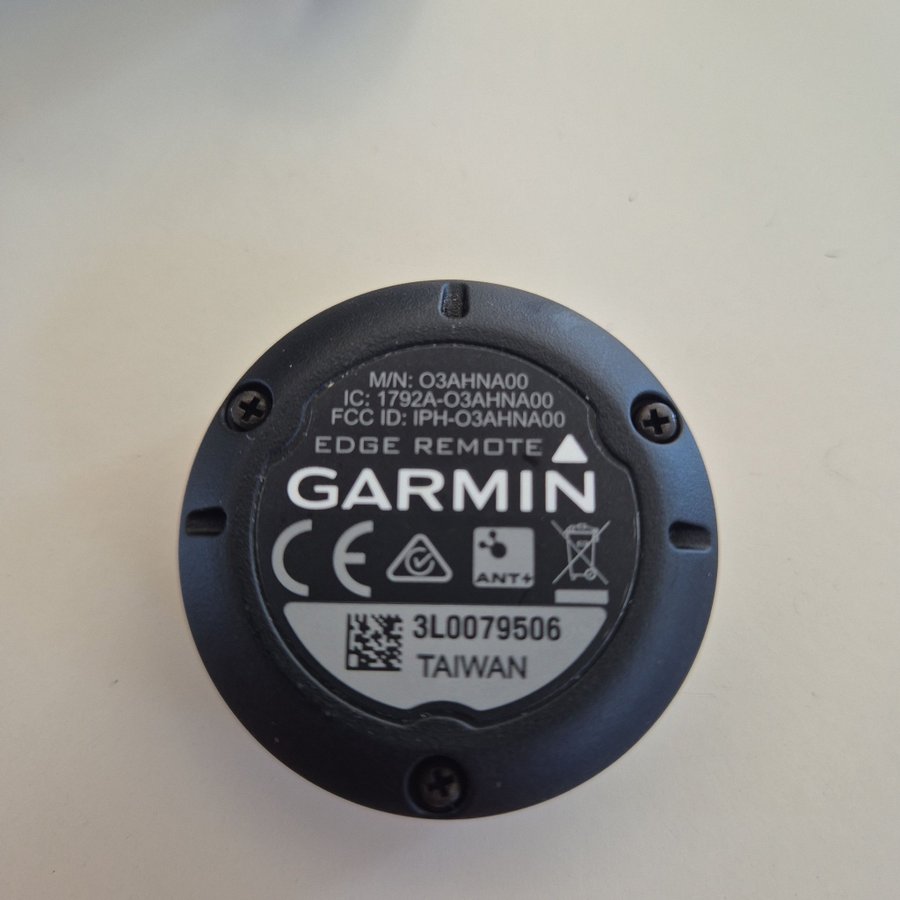 M/N: O3AHNA00
IC: 1792A-O3AHNA00
FCC ID: IPH-O3AHNA00
EDGE REMOTE
GARMIN
CE
ANT+
3L0079506
TAIWAN